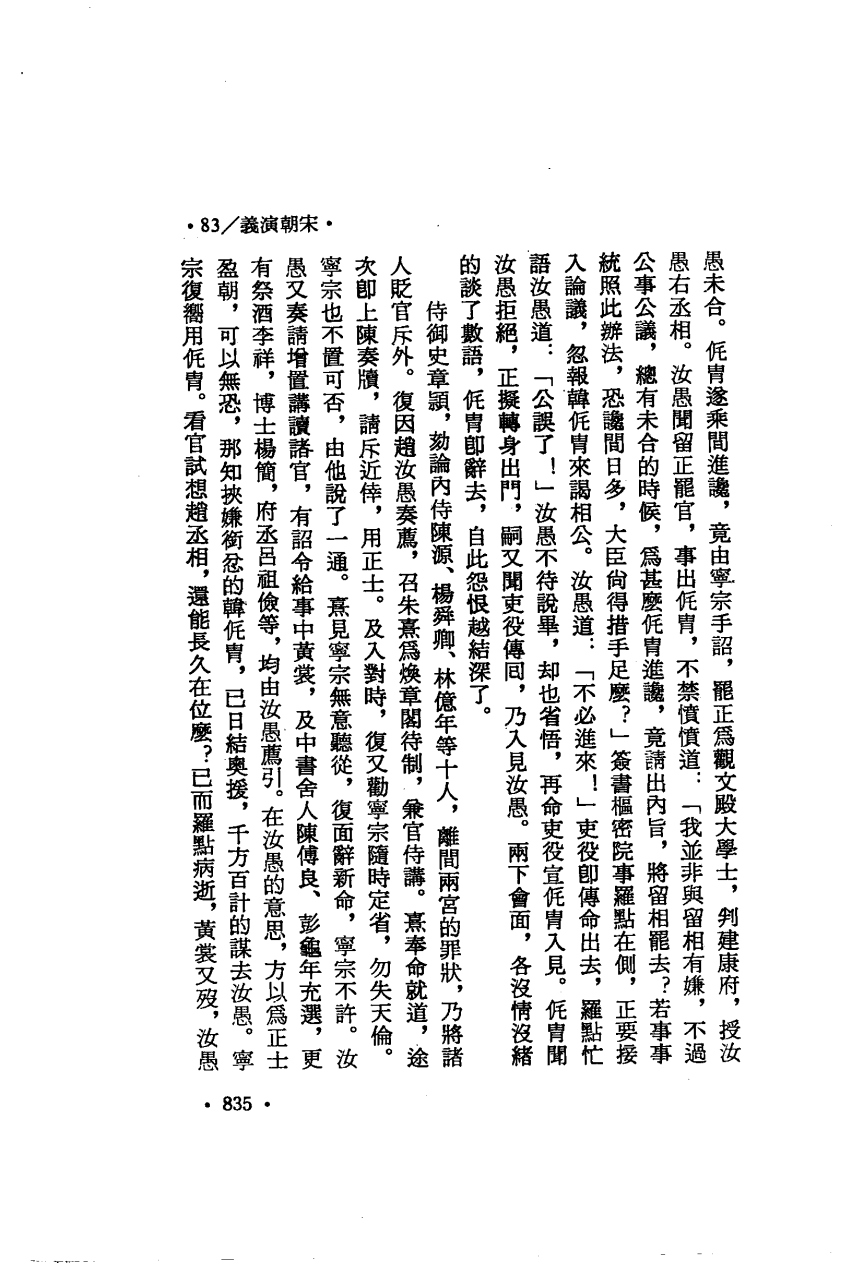 ·83/義演朝宋·
愚未合。侂冑遂乘間進讒，竟由寧宗手詔，罷正爲觀文殿大學士，判建康府，授汝
愚右丞相。汝愚聞留正罷官，事出侂冑，不禁憤憤道：「我並非與留相有嫌，不過
公事公議，總有未合的時候，爲甚麼侂冑進讒，竟請出內旨，將留相罷去？若事事
統照此辦法，恐讒間日多，大臣尙得措手足麼？」簽書樞密院事羅點在側，正要接
入論議，忽報韓侂冑來謁相公。汝愚道：「不必進來！」吏役卽傳命出去，羅點忙
語汝愚道：「公誤了！」汝愚不待說畢，却也省悟，再命吏役宣侂冑入見。侂冑聞
汝愚拒絕，正擬轉身出門，嗣又聞吏役傳囘，乃入見汝愚。兩下會面，各沒情沒緒
的談了數語，侂冑卽辭去，自此怨恨越結深了。
侍御史章穎，劾論內侍陳源、楊舜卿、林億年等十人，離間兩宮的罪狀，乃將諸
人貶官斥外。復因趙汝愚奏薦，召朱熹爲煥章閣待制，兼官侍講。熹奉命就道，途
次卽上陳奏牘，請斥近倖，用正士。及入對時，復又勸寧宗隨時定省，勿失天倫。
寧宗也不置可否，由他說了一通。熹見寧宗無意聽從，復面辭新命，寧宗不許。汝
愚又奏請增置講讀諸官，有詔令給事中黃裳，及中書舍人陳傅良、彭龜年充選，更
有祭酒李祥，博士楊簡，府丞呂祖儉等，均由汝愚薦引。在汝愚的意思，方以爲正士
盈朝，可以無恐，那知挾嫌銜忿的韓侂冑，已日結奧援，千方百計的謀去汝愚。寧
宗復嚮用侂冑。看官試想趙丞相，還能長久在位麼？已而羅點病逝，黃裳又歿，汝愚
·835·